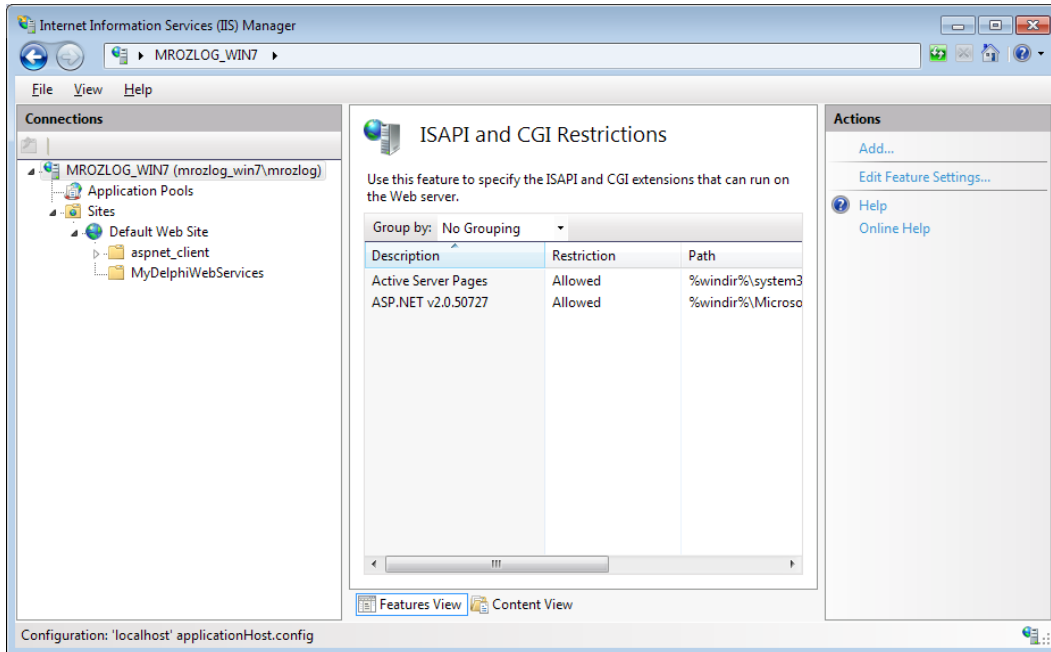 Internet Information Services (IIS) Manager
MROZLOG_WIN7
File View Help
Connections
MROZLOG_WIN7 (mrozlog_win7\mrozlog)
Application Pools
Sites
Default Web Site
aspnet_client
MyDelphiWebServices
ISAPI and CGI Restrictions
Use this feature to specify the ISAPI and CGI extensions that can run on
the Web server.
Group by: No Grouping
Description Restriction Path
Active Server Pages Allowed %windir%\system3
ASP.NET v2.0.50727 Allowed %windir%\Microso
Features View Content View
Actions
Add...
Edit Feature Settings...
Help
Online Help
Configuration: 'localhost' applicationHost.config